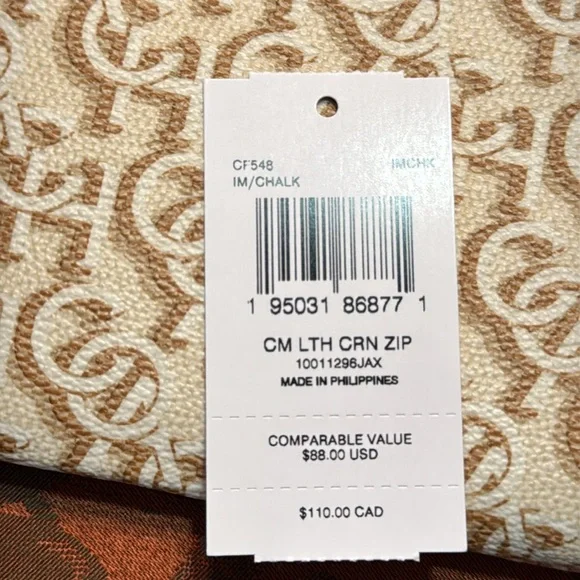 CF548 IMCHK
IM/CHALK
1 95031 86877 1
CM LTH CRN ZIP
10011296JAX
MADE IN PHILIPPINES
COMPARABLE VALUE
$88.00 USD
$110.00 CAD